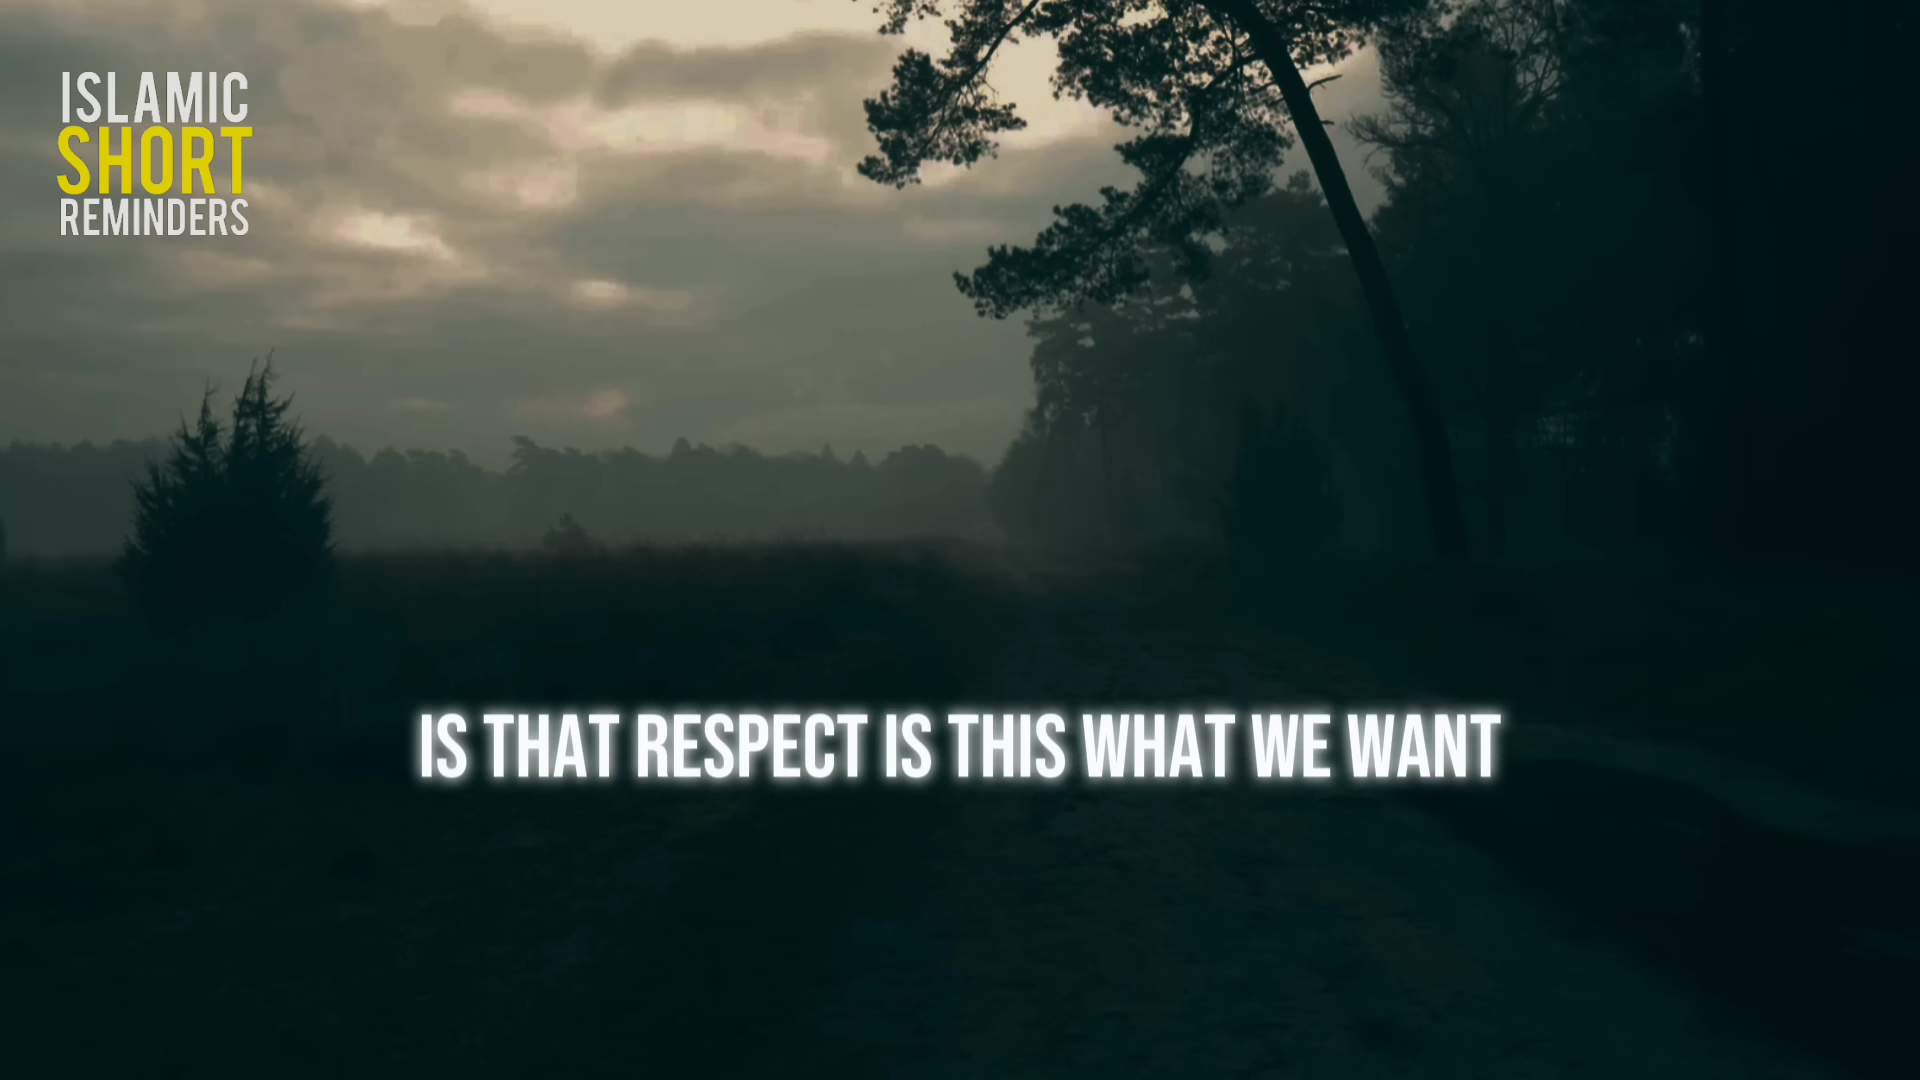 ISLAMIC
SHORT
REMINDERS
IS THAT RESPECT IS THIS WHAT WE WANT